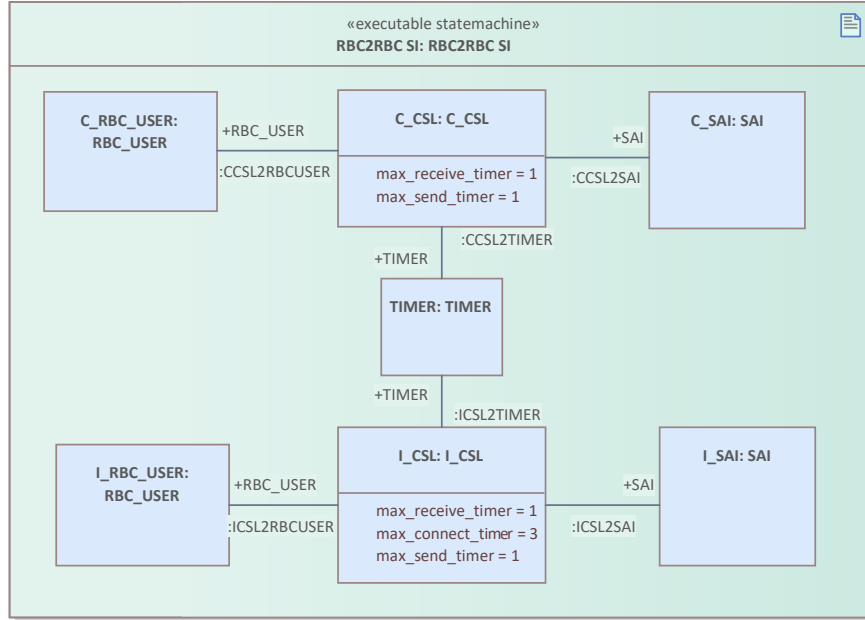 «executable statemachine»
RBC2RBC SI: RBC2RBC SI
C_RBC_USER:
RBC_USER
+RBC_USER
:CCSL2RBCUSER
C_CSL: C_CSL
max_receive_timer = 1
max_send_timer = 1
+SAI
:CCSL2SAI
C_SAI: SAI
:CCSL2TIMER
+TIMER
TIMER: TIMER
+TIMER
:ICSL2TIMER
I_RBC_USER:
RBC_USER
+RBC_USER
:ICSL2RBCUSER
I_CSL: I_CSL
max_receive_timer = 1
max_connect_timer = 3
max_send_timer = 1
+SAI
:ICSL2SAI
I_SAI: SAI